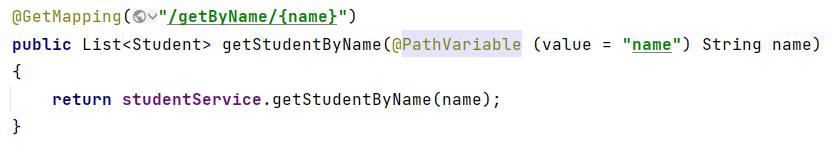 @GetMapping("/getByName/{name}")
public List<Student> getStudentByName(@PathVariable (value = "name") String name)
{
    return studentService.getStudentByName(name);
}